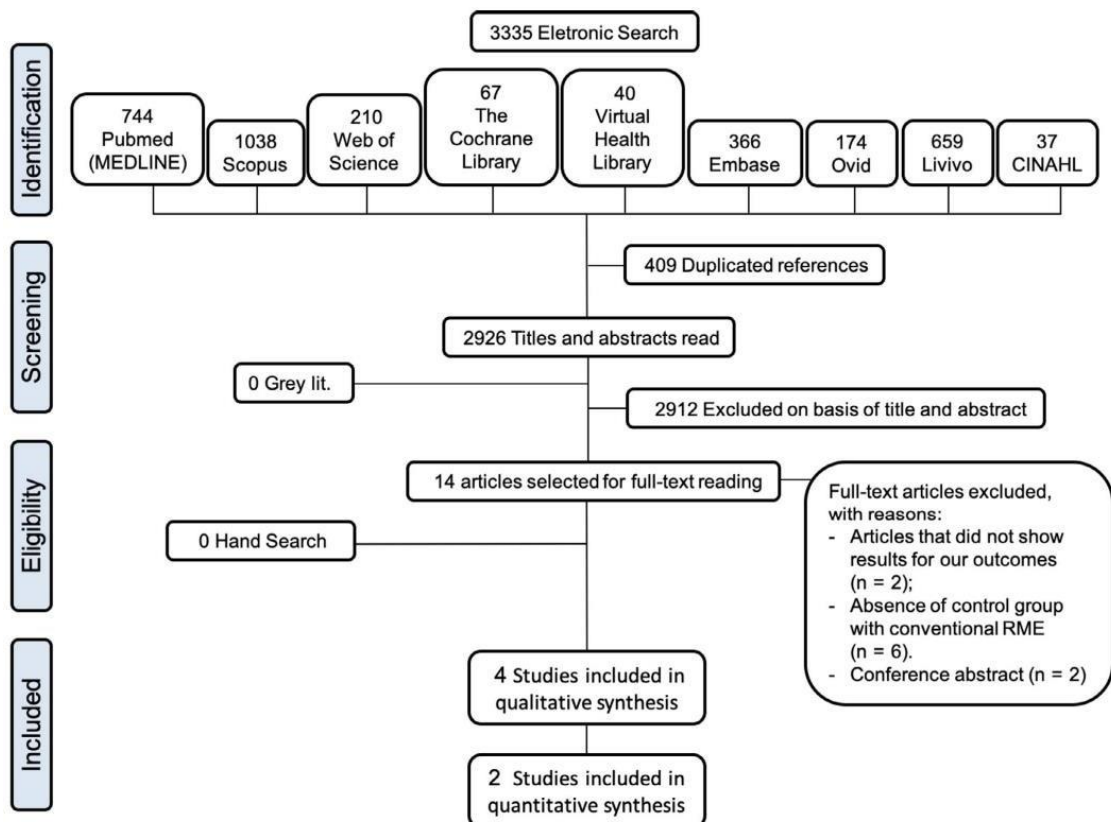 3335 Eletronic Search
Identification
744
Pubmed
(MEDLINE)
1038
Scopus
210
Web of
Science
67
The
Cochrane
Library
40
Virtual
Health
Library
366
Embase
174
Ovid
659
Livivo
37
CINAHL
Screening
409 Duplicated references
2926 Titles and abstracts read
0 Grey lit.
2912 Excluded on basis of title and abstract
Eligibility
14 articles selected for full-text reading
0 Hand Search
Full-text articles excluded,
with reasons:
- Articles that did not show
results for our outcomes
(n = 2);
- Absence of control group
with conventional RME
(n = 6).
- Conference abstract (n = 2)
Included
4 Studies included in
qualitative synthesis
2 Studies included in
quantitative synthesis